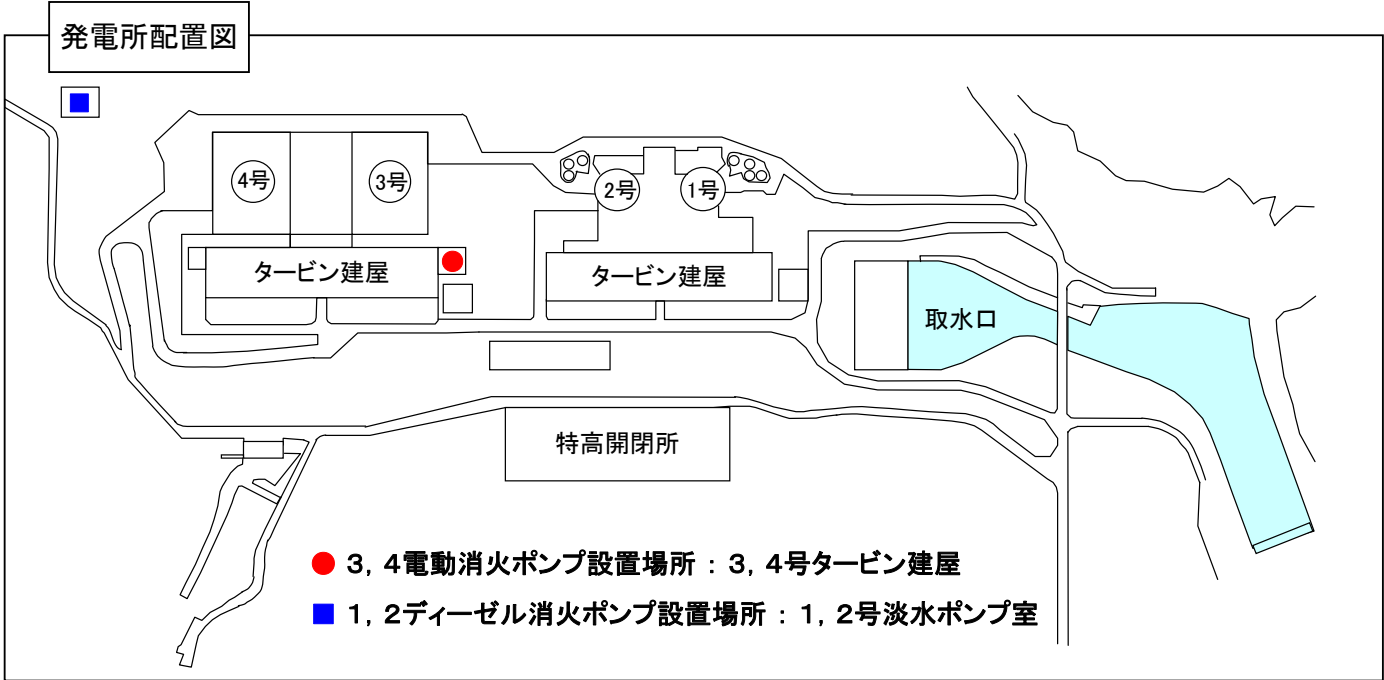 発電所配置図
4号
3号
2号
1号
タービン建屋
タービン建屋
取水口
特高開閉所
3, 4電動消火ポンプ設置場所 : 3, 4号タービン建屋
1, 2ディーゼル消火ポンプ設置場所 : 1, 2号淡水ポンプ室